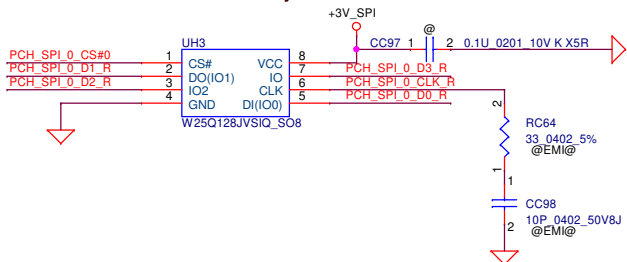 +3V_SPI
@
CC97 1 2 0.1U_0201_10V K X5R
UH3
PCH_SPI_0_CS#0 1 CS# VCC 8
PCH_SPI_0_D1_R 2 DO(IO1) IO 7 PCH_SPI_0_D3_R
PCH_SPI_0_D2_R 3 IO2 CLK 6 PCH_SPI_0_CLK_R
4 GND DI(IO0) 5 PCH_SPI_0_D0_R
W25Q128JVSIQ_SO8
2
RC64
33_0402_5%
@EMI@
1
1
CC98
10P_0402_50V8J
2 @EMI@